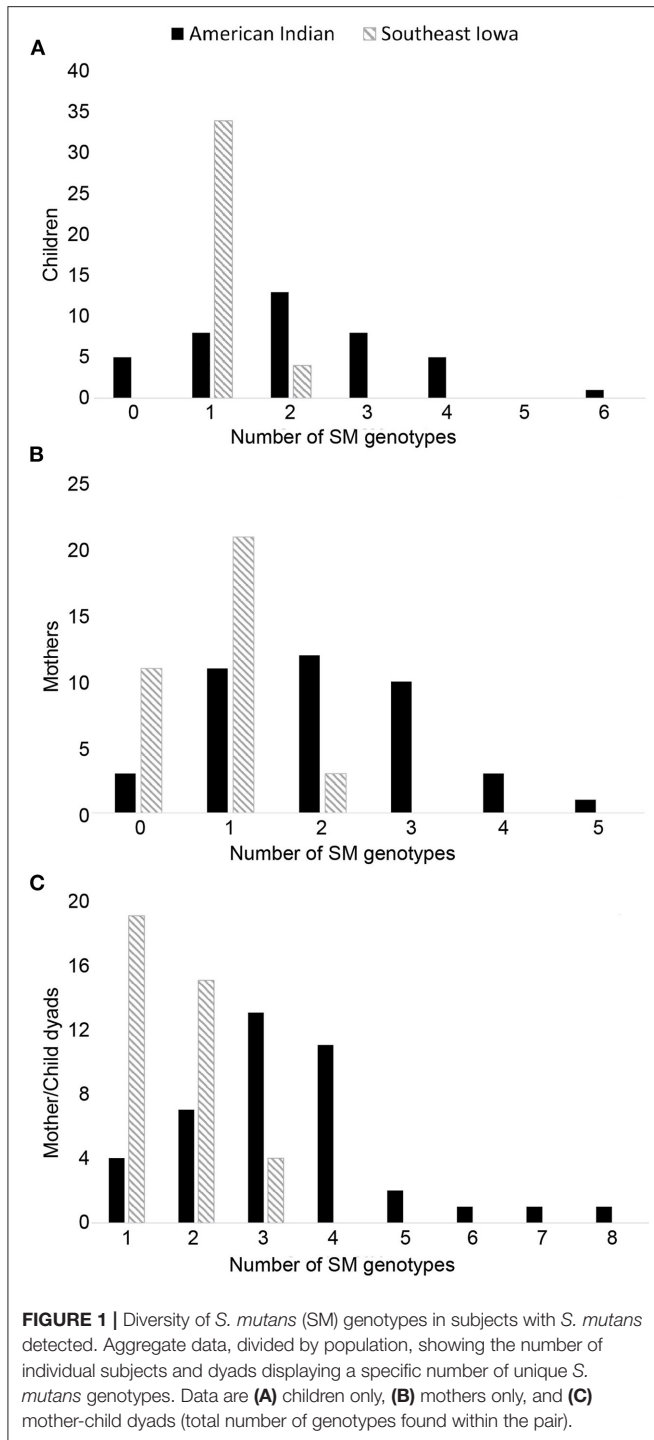 American Indian Southeast Iowa
A
40
35
30
25
20
15
10
5
0
Children
0 1 2 3 4 5 6
Number of SM genotypes
B
25
20
15
10
5
0
Mothers
0 1 2 3 4 5
Number of SM genotypes
C
20
16
12
8
4
0
Mother/Child dyads
1 2 3 4 5 6 7 8
Number of SM genotypes
FIGURE 1 | Diversity of S. mutans (SM) genotypes in subjects with S. mutans
detected. Aggregate data, divided by population, showing the number of
individual subjects and dyads displaying a specific number of unique S.
mutans genotypes. Data are (A) children only, (B) mothers only, and (C)
mother-child dyads (total number of genotypes found within the pair).